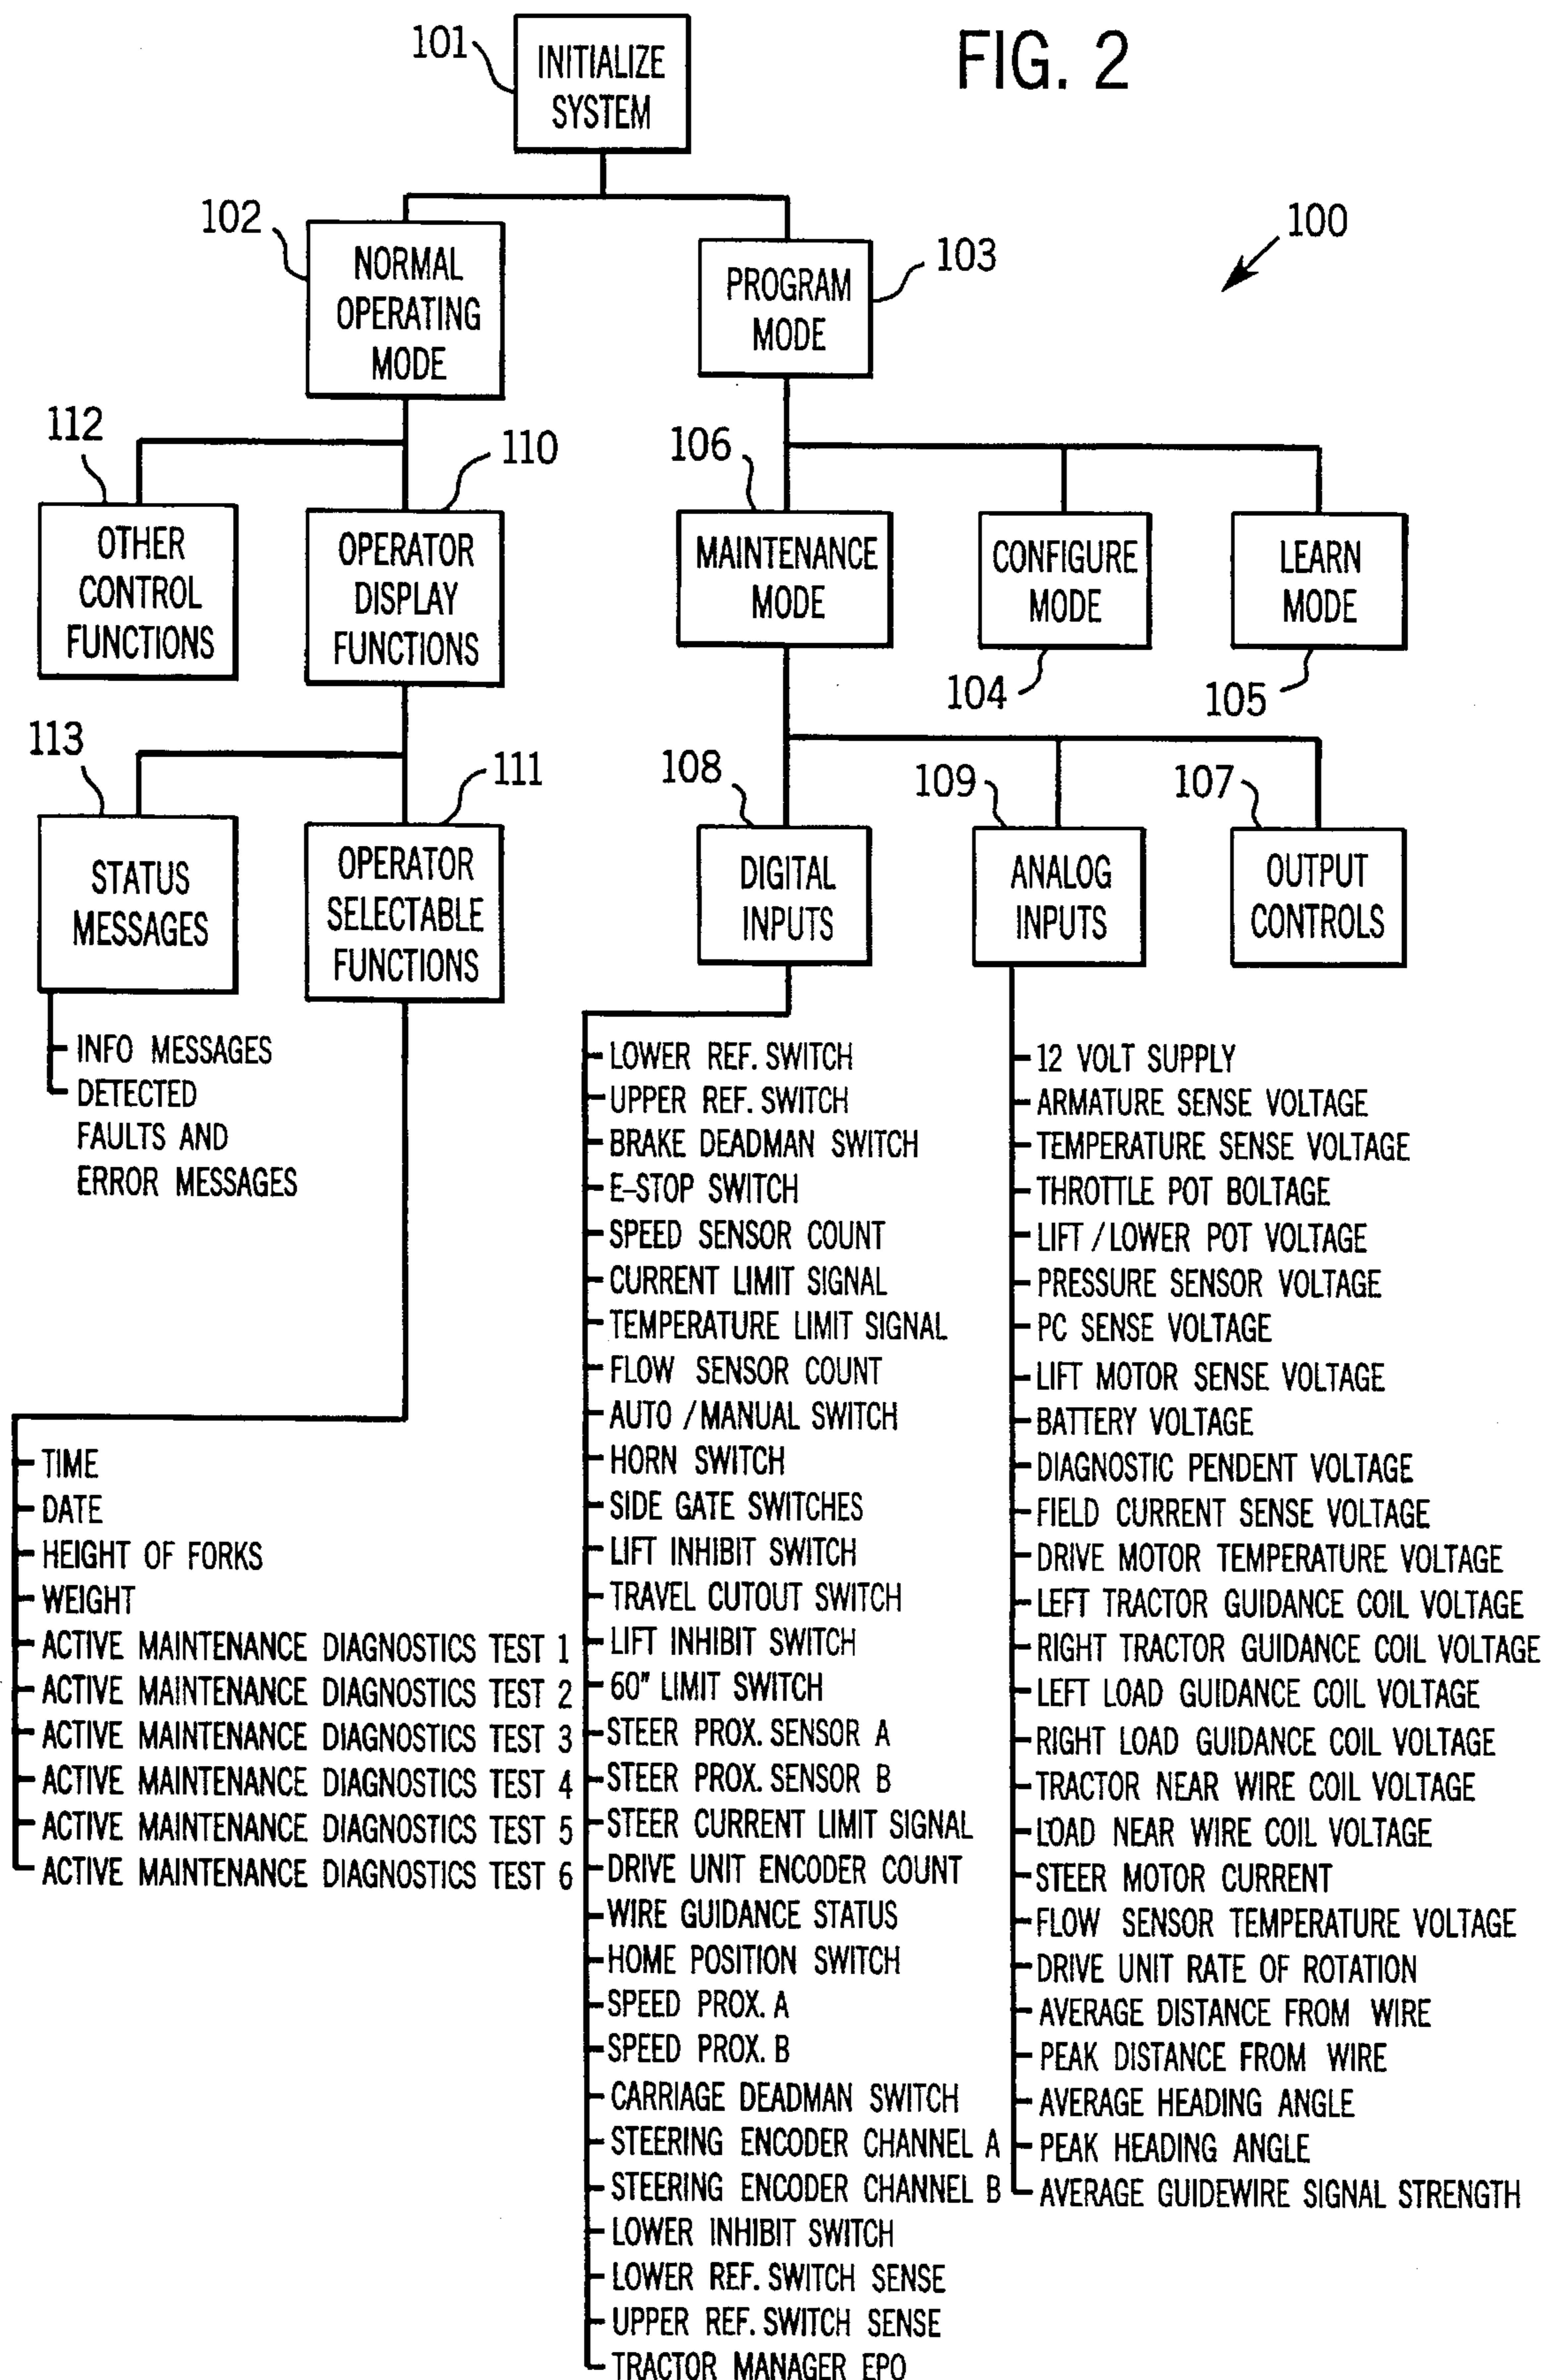 FIG. 2
101
INITIALIZE
SYSTEM
100
102
NORMAL
OPERATING
MODE
103
PROGRAM
MODE
112
OTHER
CONTROL
FUNCTIONS
110
OPERATOR
DISPLAY
FUNCTIONS
106
MAINTENANCE
MODE
CONFIGURE
MODE
104
LEARN
MODE
105
113
STATUS
MESSAGES
INFO MESSAGES
DETECTED
FAULTS AND
ERROR MESSAGES
111
OPERATOR
SELECTABLE
FUNCTIONS
TIME
DATE
HEIGHT OF FORKS
WEIGHT
ACTIVE MAINTENANCE DIAGNOSTICS TEST 1
ACTIVE MAINTENANCE DIAGNOSTICS TEST 2
ACTIVE MAINTENANCE DIAGNOSTICS TEST 3
ACTIVE MAINTENANCE DIAGNOSTICS TEST 4
ACTIVE MAINTENANCE DIAGNOSTICS TEST 5
ACTIVE MAINTENANCE DIAGNOSTICS TEST 6
108
DIGITAL
INPUTS
LOWER REF. SWITCH
UPPER REF. SWITCH
BRAKE DEADMAN SWITCH
E-STOP SWITCH
SPEED SENSOR COUNT
CURRENT LIMIT SIGNAL
TEMPERATURE LIMIT SIGNAL
FLOW SENSOR COUNT
AUTO / MANUAL SWITCH
HORN SWITCH
SIDE GATE SWITCHES
LIFT INHIBIT SWITCH
TRAVEL CUTOUT SWITCH
LIFT INHIBIT SWITCH
60" LIMIT SWITCH
STEER PROX. SENSOR A
STEER PROX. SENSOR B
STEER CURRENT LIMIT SIGNAL
DRIVE UNIT ENCODER COUNT
WIRE GUIDANCE STATUS
HOME POSITION SWITCH
SPEED PROX. A
SPEED PROX. B
CARRIAGE DEADMAN SWITCH
STEERING ENCODER CHANNEL A
STEERING ENCODER CHANNEL B
LOWER INHIBIT SWITCH
LOWER REF. SWITCH SENSE
UPPER REF. SWITCH SENSE
TRACTOR MANAGER EPO
109
ANALOG
INPUTS
12 VOLT SUPPLY
ARMATURE SENSE VOLTAGE
TEMPERATURE SENSE VOLTAGE
THROTTLE POT BOLTAGE
LIFT / LOWER POT VOLTAGE
PRESSURE SENSOR VOLTAGE
PC SENSE VOLTAGE
LIFT MOTOR SENSE VOLTAGE
BATTERY VOLTAGE
DIAGNOSTIC PENDENT VOLTAGE
FIELD CURRENT SENSE VOLTAGE
DRIVE MOTOR TEMPERATURE VOLTAGE
LEFT TRACTOR GUIDANCE COIL VOLTAGE
RIGHT TRACTOR GUIDANCE COIL VOLTAGE
LEFT LOAD GUIDANCE COIL VOLTAGE
RIGHT LOAD GUIDANCE COIL VOLTAGE
TRACTOR NEAR WIRE COIL VOLTAGE
LOAD NEAR WIRE COIL VOLTAGE
STEER MOTOR CURRENT
FLOW SENSOR TEMPERATURE VOLTAGE
DRIVE UNIT RATE OF ROTATION
AVERAGE DISTANCE FROM WIRE
PEAK DISTANCE FROM WIRE
AVERAGE HEADING ANGLE
PEAK HEADING ANGLE
AVERAGE GUIDEWIRE SIGNAL STRENGTH
107
OUTPUT
CONTROLS